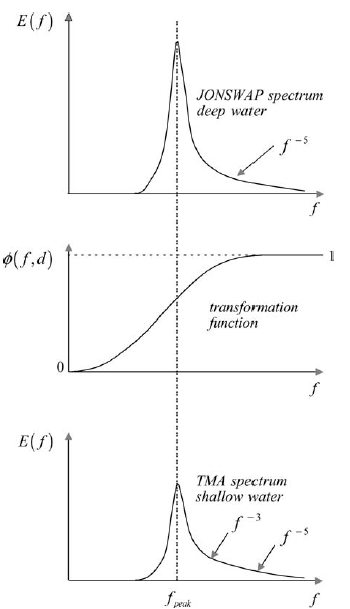 E(f)
JONSWAP spectrum
deep water
f⁻⁵
f
ϕ(f,d)
1
transformation
function
0
f
E(f)
TMA spectrum
shallow water
f⁻³
f⁻⁵
f
f_peak